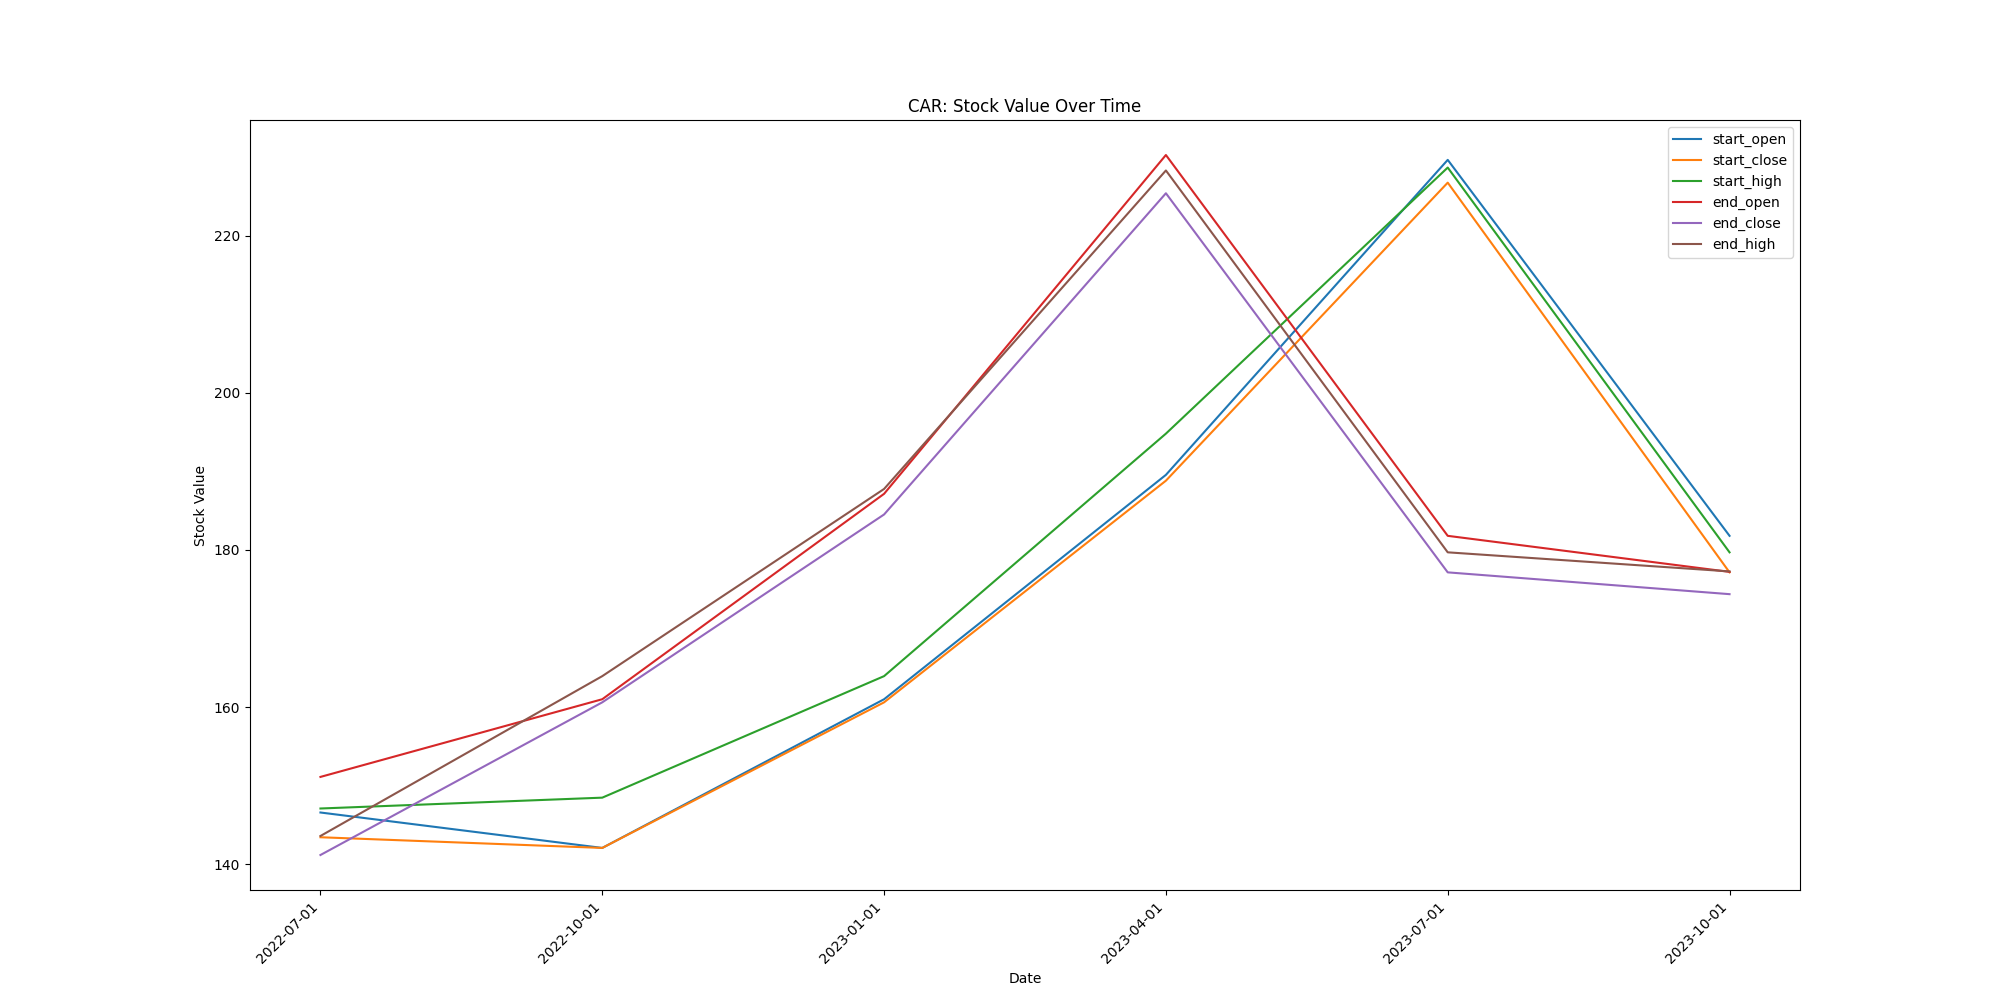 CAR: Stock Value Over Time
start_open
start_close
start_high
end_open
end_close
end_high
Stock Value
220
200
180
160
140
2022-07-01
2022-10-01
2023-01-01
2023-04-01
2023-07-01
2023-10-01
Date